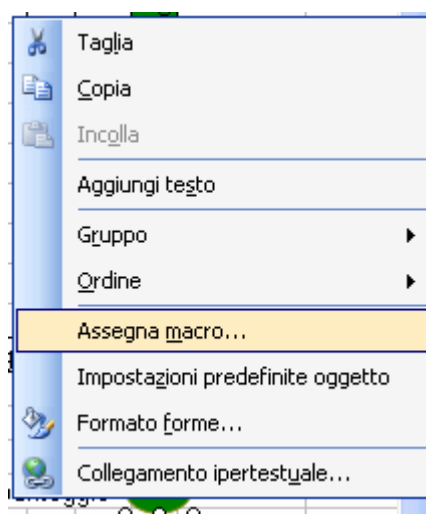 Taglia
Copia
Incolla
Aggiungi testo
Gruppo
Ordine
Assegna macro...
Impostazioni predefinite oggetto
Formato forme...
Collegamento ipertestuale...